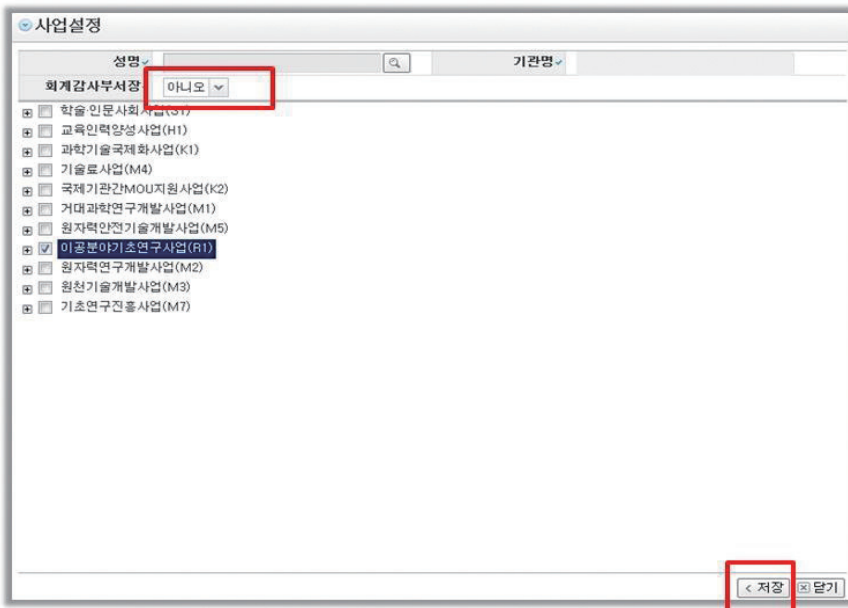 사업설정
성명 기관명
회계감사부서장 아니오
학술·인문사회사업(S1)
교육인력양성사업(H1)
과학기술국제화사업(K1)
기술료사업(M4)
국제기관간MOU지원사업(K2)
거대과학연구개발사업(M1)
원자력안전기술개발사업(M5)
이공분야기초연구사업(R1)
원자력연구개발사업(M2)
원천기술개발사업(M3)
기초연구진흥사업(M7)
< 저장 닫기